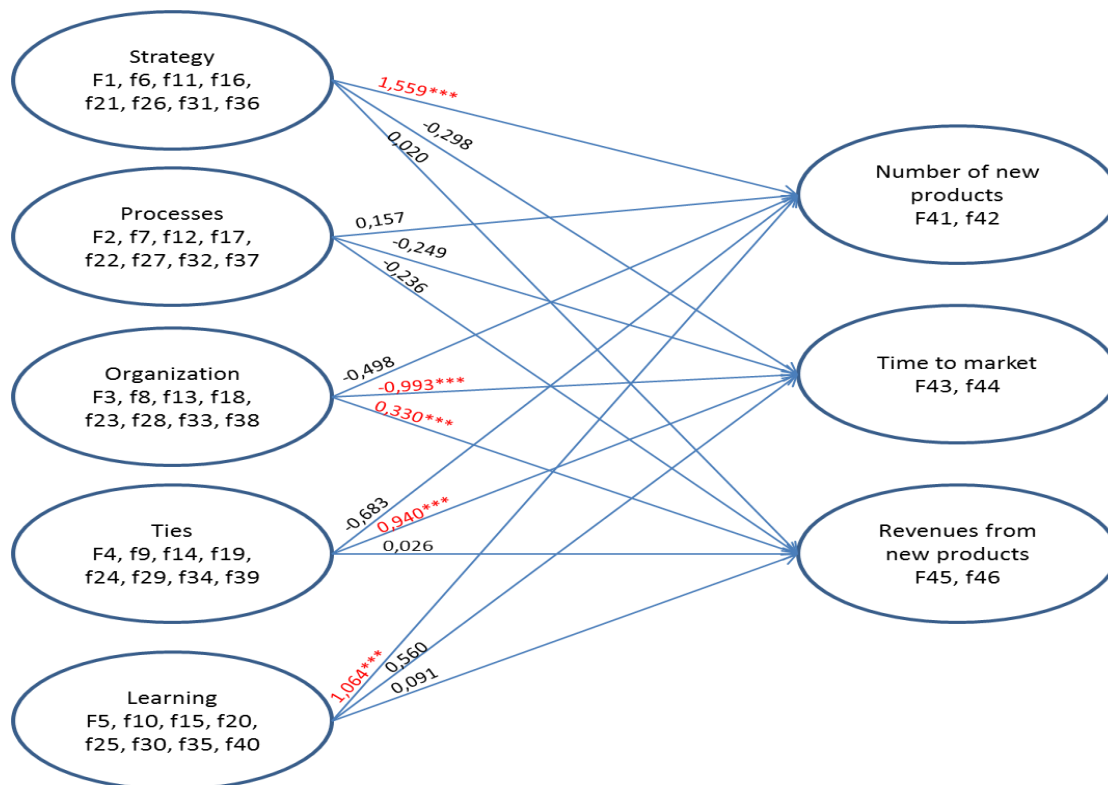 Strategy
F1, f6, f11, f16,
f21, f26, f31, f36
1,559***
-0,298
0,020
Processes
F2, f7, f12, f17,
f22, f27, f32, f37
0,157
-0,249
-0,236
Organization
F3, f8, f13, f18,
f23, f28, f33, f38
-0,498
-0,993***
0,330***
Ties
F4, f9, f14, f19,
f24, f29, f34, f39
-0,683
0,940***
0,026
Learning
F5, f10, f15, f20,
f25, f30, f35, f40
1,064***
0,560
0,091
Number of new
products
F41, f42
Time to market
F43, f44
Revenues from
new products
F45, f46